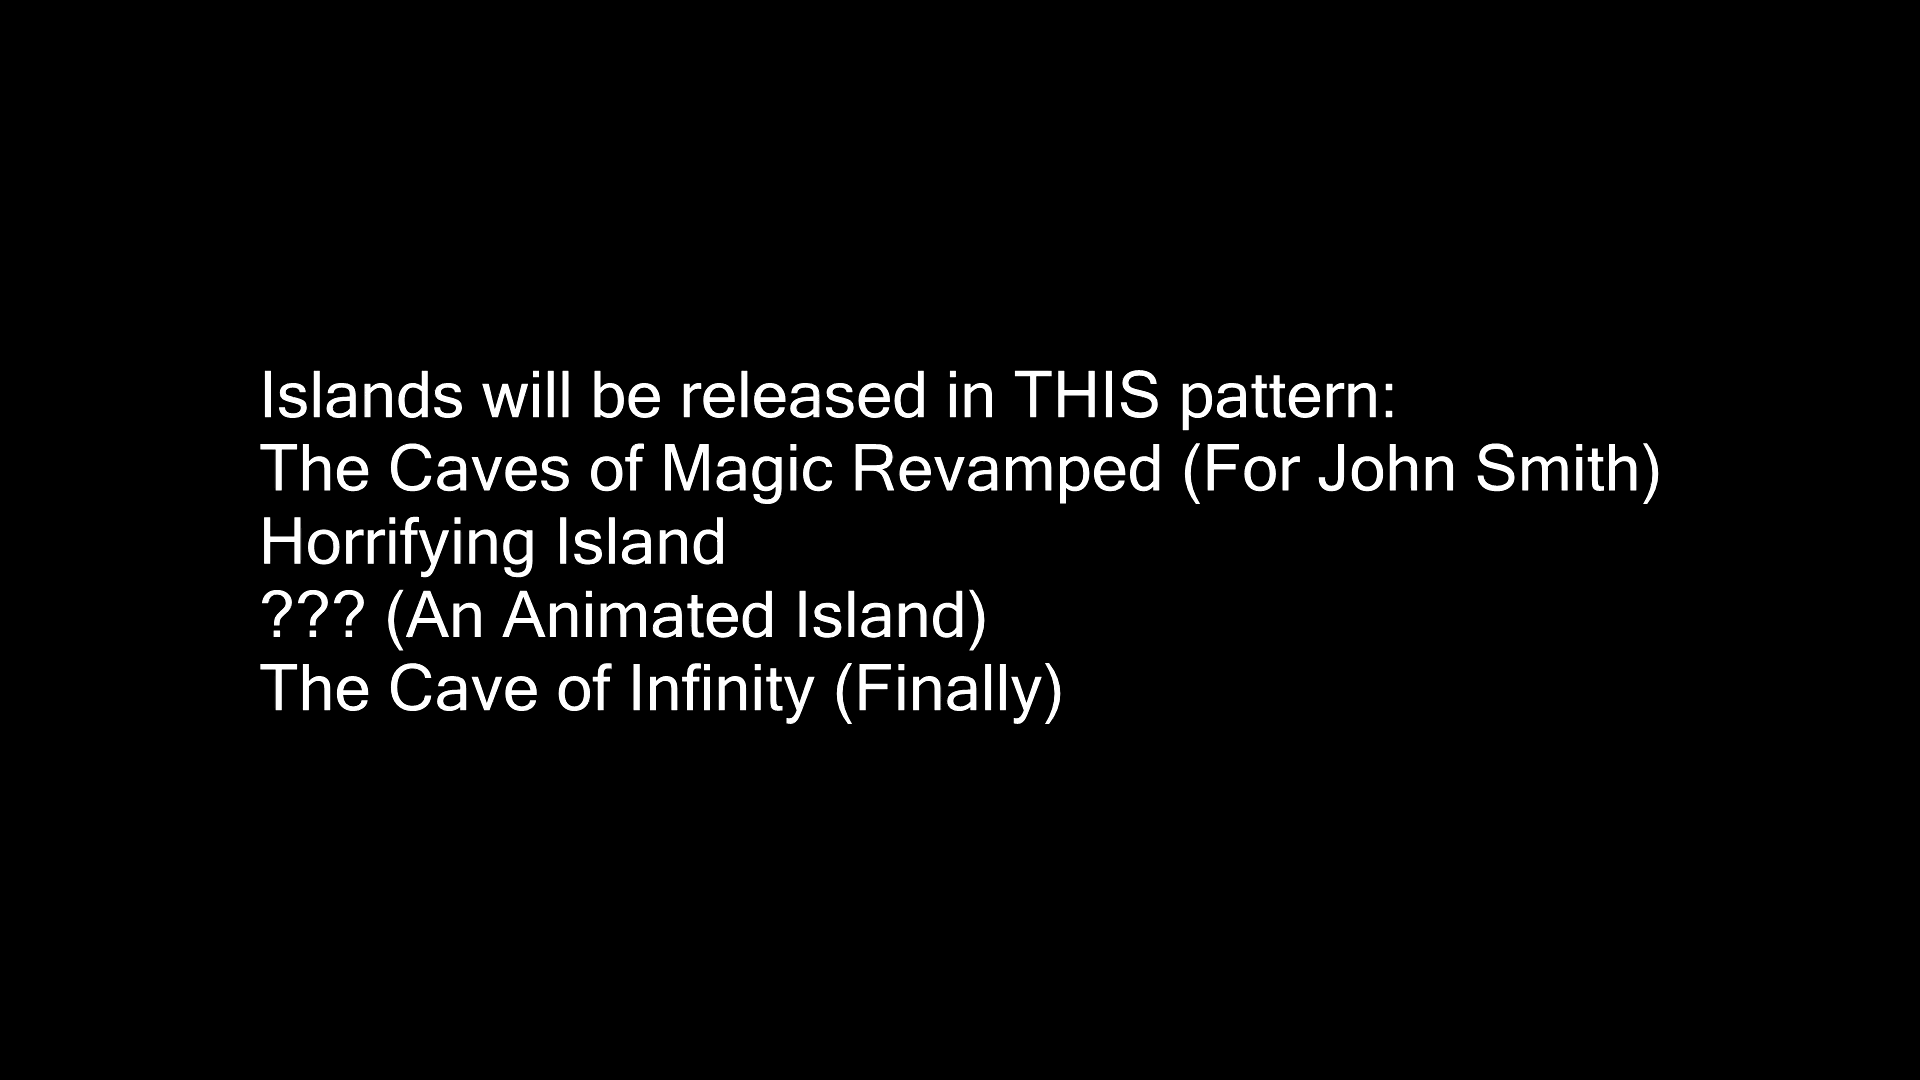 Islands will be released in THIS pattern:
The Caves of Magic Revamped (For John Smith)
Horrifying Island
??? (An Animated Island)
The Cave of Infinity (Finally)